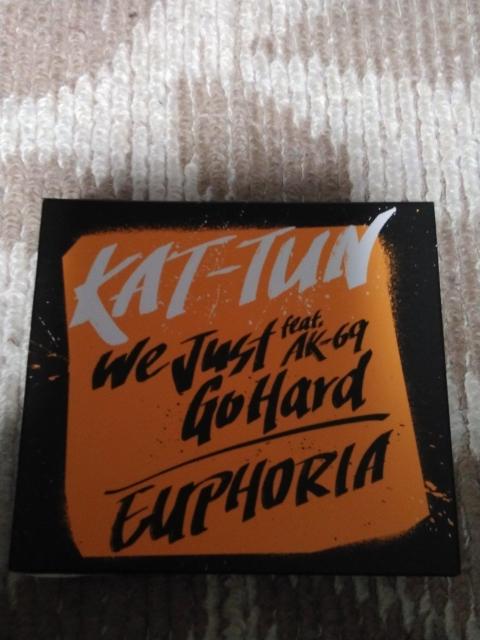 KAT-TUN
We Just feat. AK-69
Go Hard
EUPHORIA